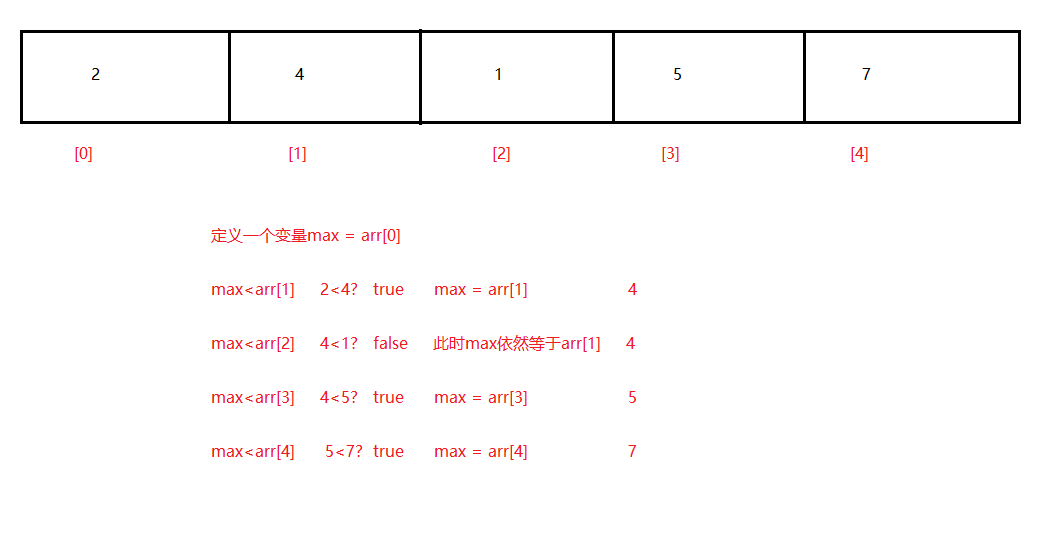 2 4 1 5 7
[0] [1] [2] [3] [4]
定义一个变量max = arr[0]
max<arr[1] 2<4? true max = arr[1] 4
max<arr[2] 4<1? false 此时max依然等于arr[1] 4
max<arr[3] 4<5? true max = arr[3] 5
max<arr[4] 5<7? true max = arr[4] 7